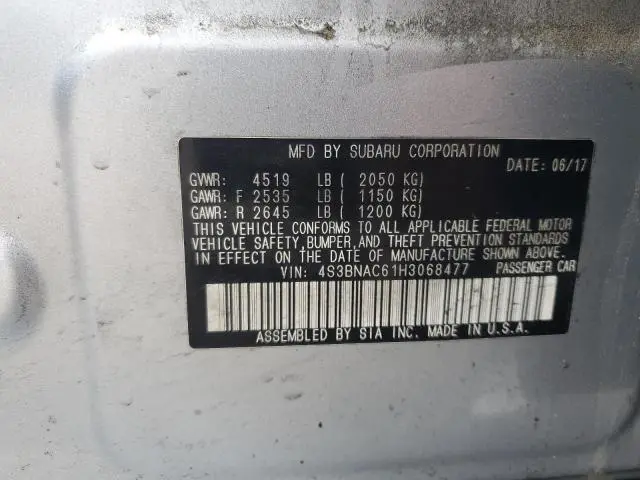 MFD BY SUBARU CORPORATION
DATE: 06/17
GVWR: 4519 LB ( 2050 KG)
GAWR: F 2535 LB ( 1150 KG)
GAWR: R 2645 LB ( 1200 KG)
THIS VEHICLE CONFORMS TO ALL APPLICABLE FEDERAL MOTOR
VEHICLE SAFETY,BUMPER,AND THEFT PREVENTION STANDARDS
IN EFFECT ON THE DATE OF MANUFACTURE SHOWN ABOVE.
VIN: 4S3BNAC61H3068477 PASSENGER CAR
ASSEMBLED BY SIA INC. MADE IN U.S.A.